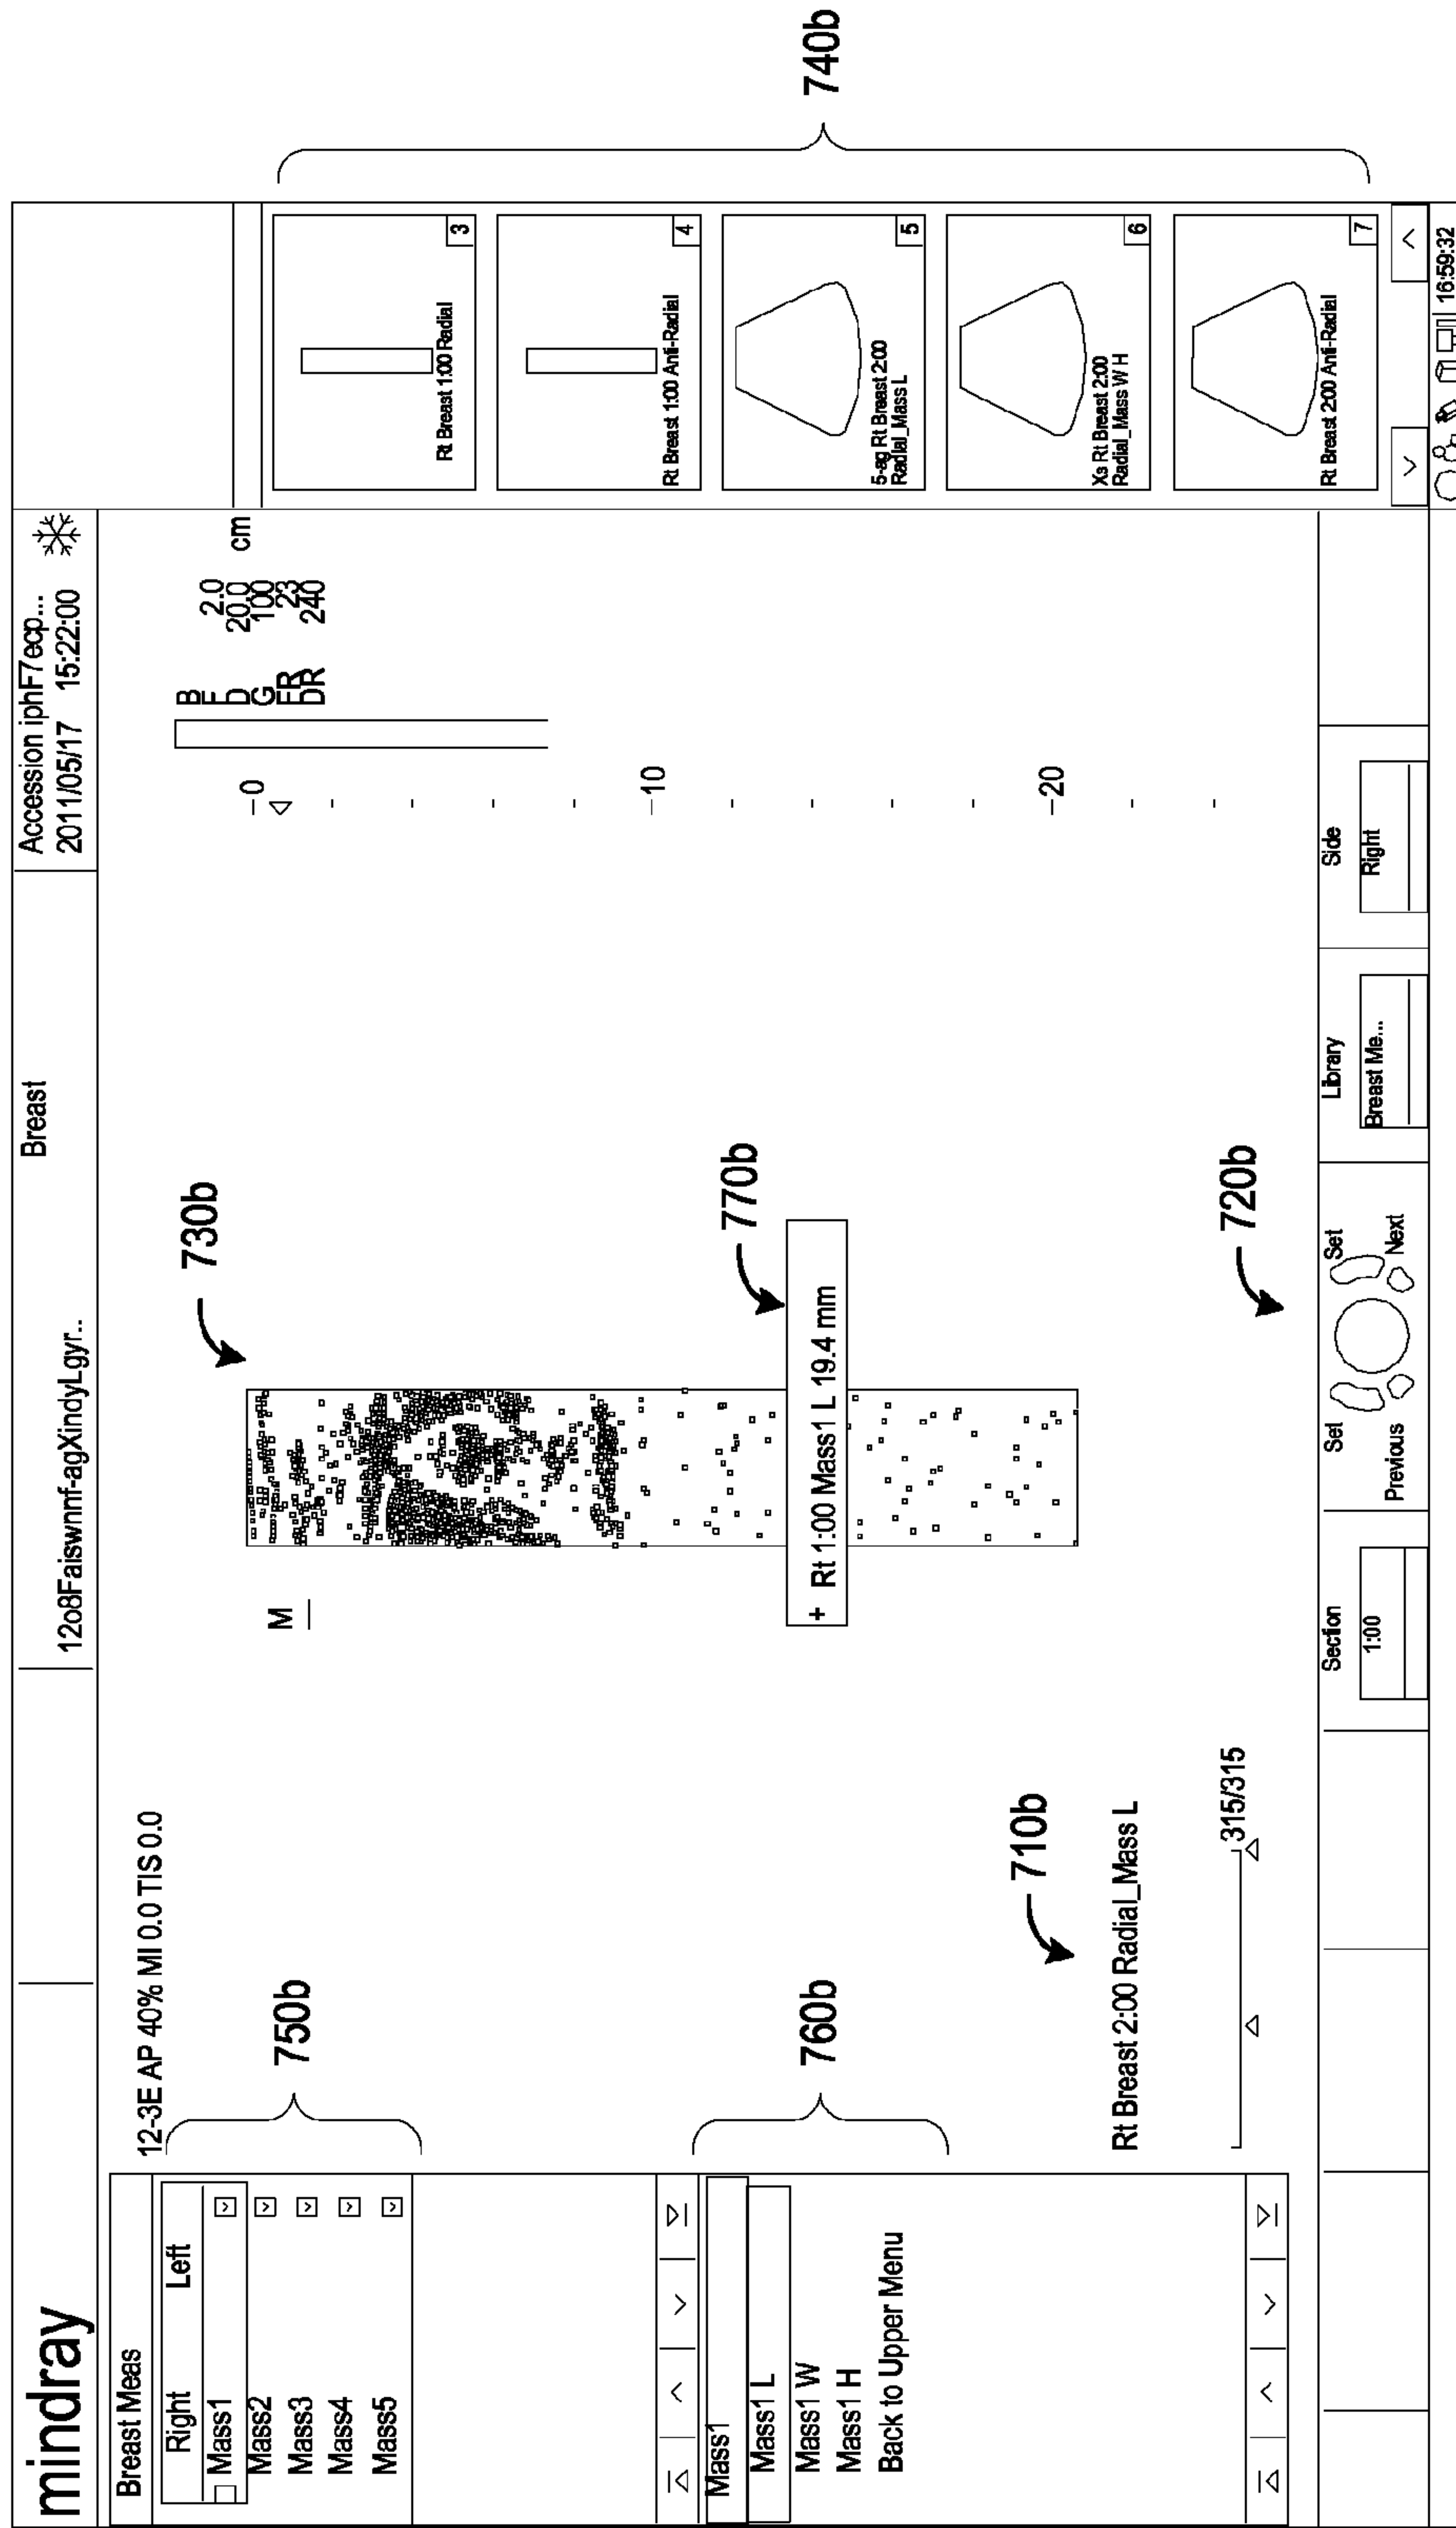 mindray
12o8Faiswnnf-agXindyLgyr..
Breast
Accession iphF7ecp...
2011/05/17 15:22:00
12-3E AP 40% MI 0.0 TIS 0.0
Breast Meas
Right Left
Mass1
Mass2
Mass3
Mass4
Mass5
750b
Mass1
Mass1 L
Mass1 W
Mass1 H
Back to Upper Menu
760b
710b
Rt Breast 2:00 Radial_Mass L
315/315
M
730b
+ Rt 1:00 Mass1 L 19.4 mm
770b
720b
0
10
20
B
F 2.0
D 20.0 cm
G 100
FR 23
DR 240
3
Rt Breast 1:00 Radial
4
Rt Breast 1:00 Anti-Radial
5
5-ag Rt Breast 2:00
Radial_Mass L
6
Xs Rt Breast 2:00
Radial_Mass W H
7
Rt Breast 2:00 Anti-Radial
740b
Section
1:00
Set Set
Previous Next
Library
Breast Me...
Side
Right
16:59:32